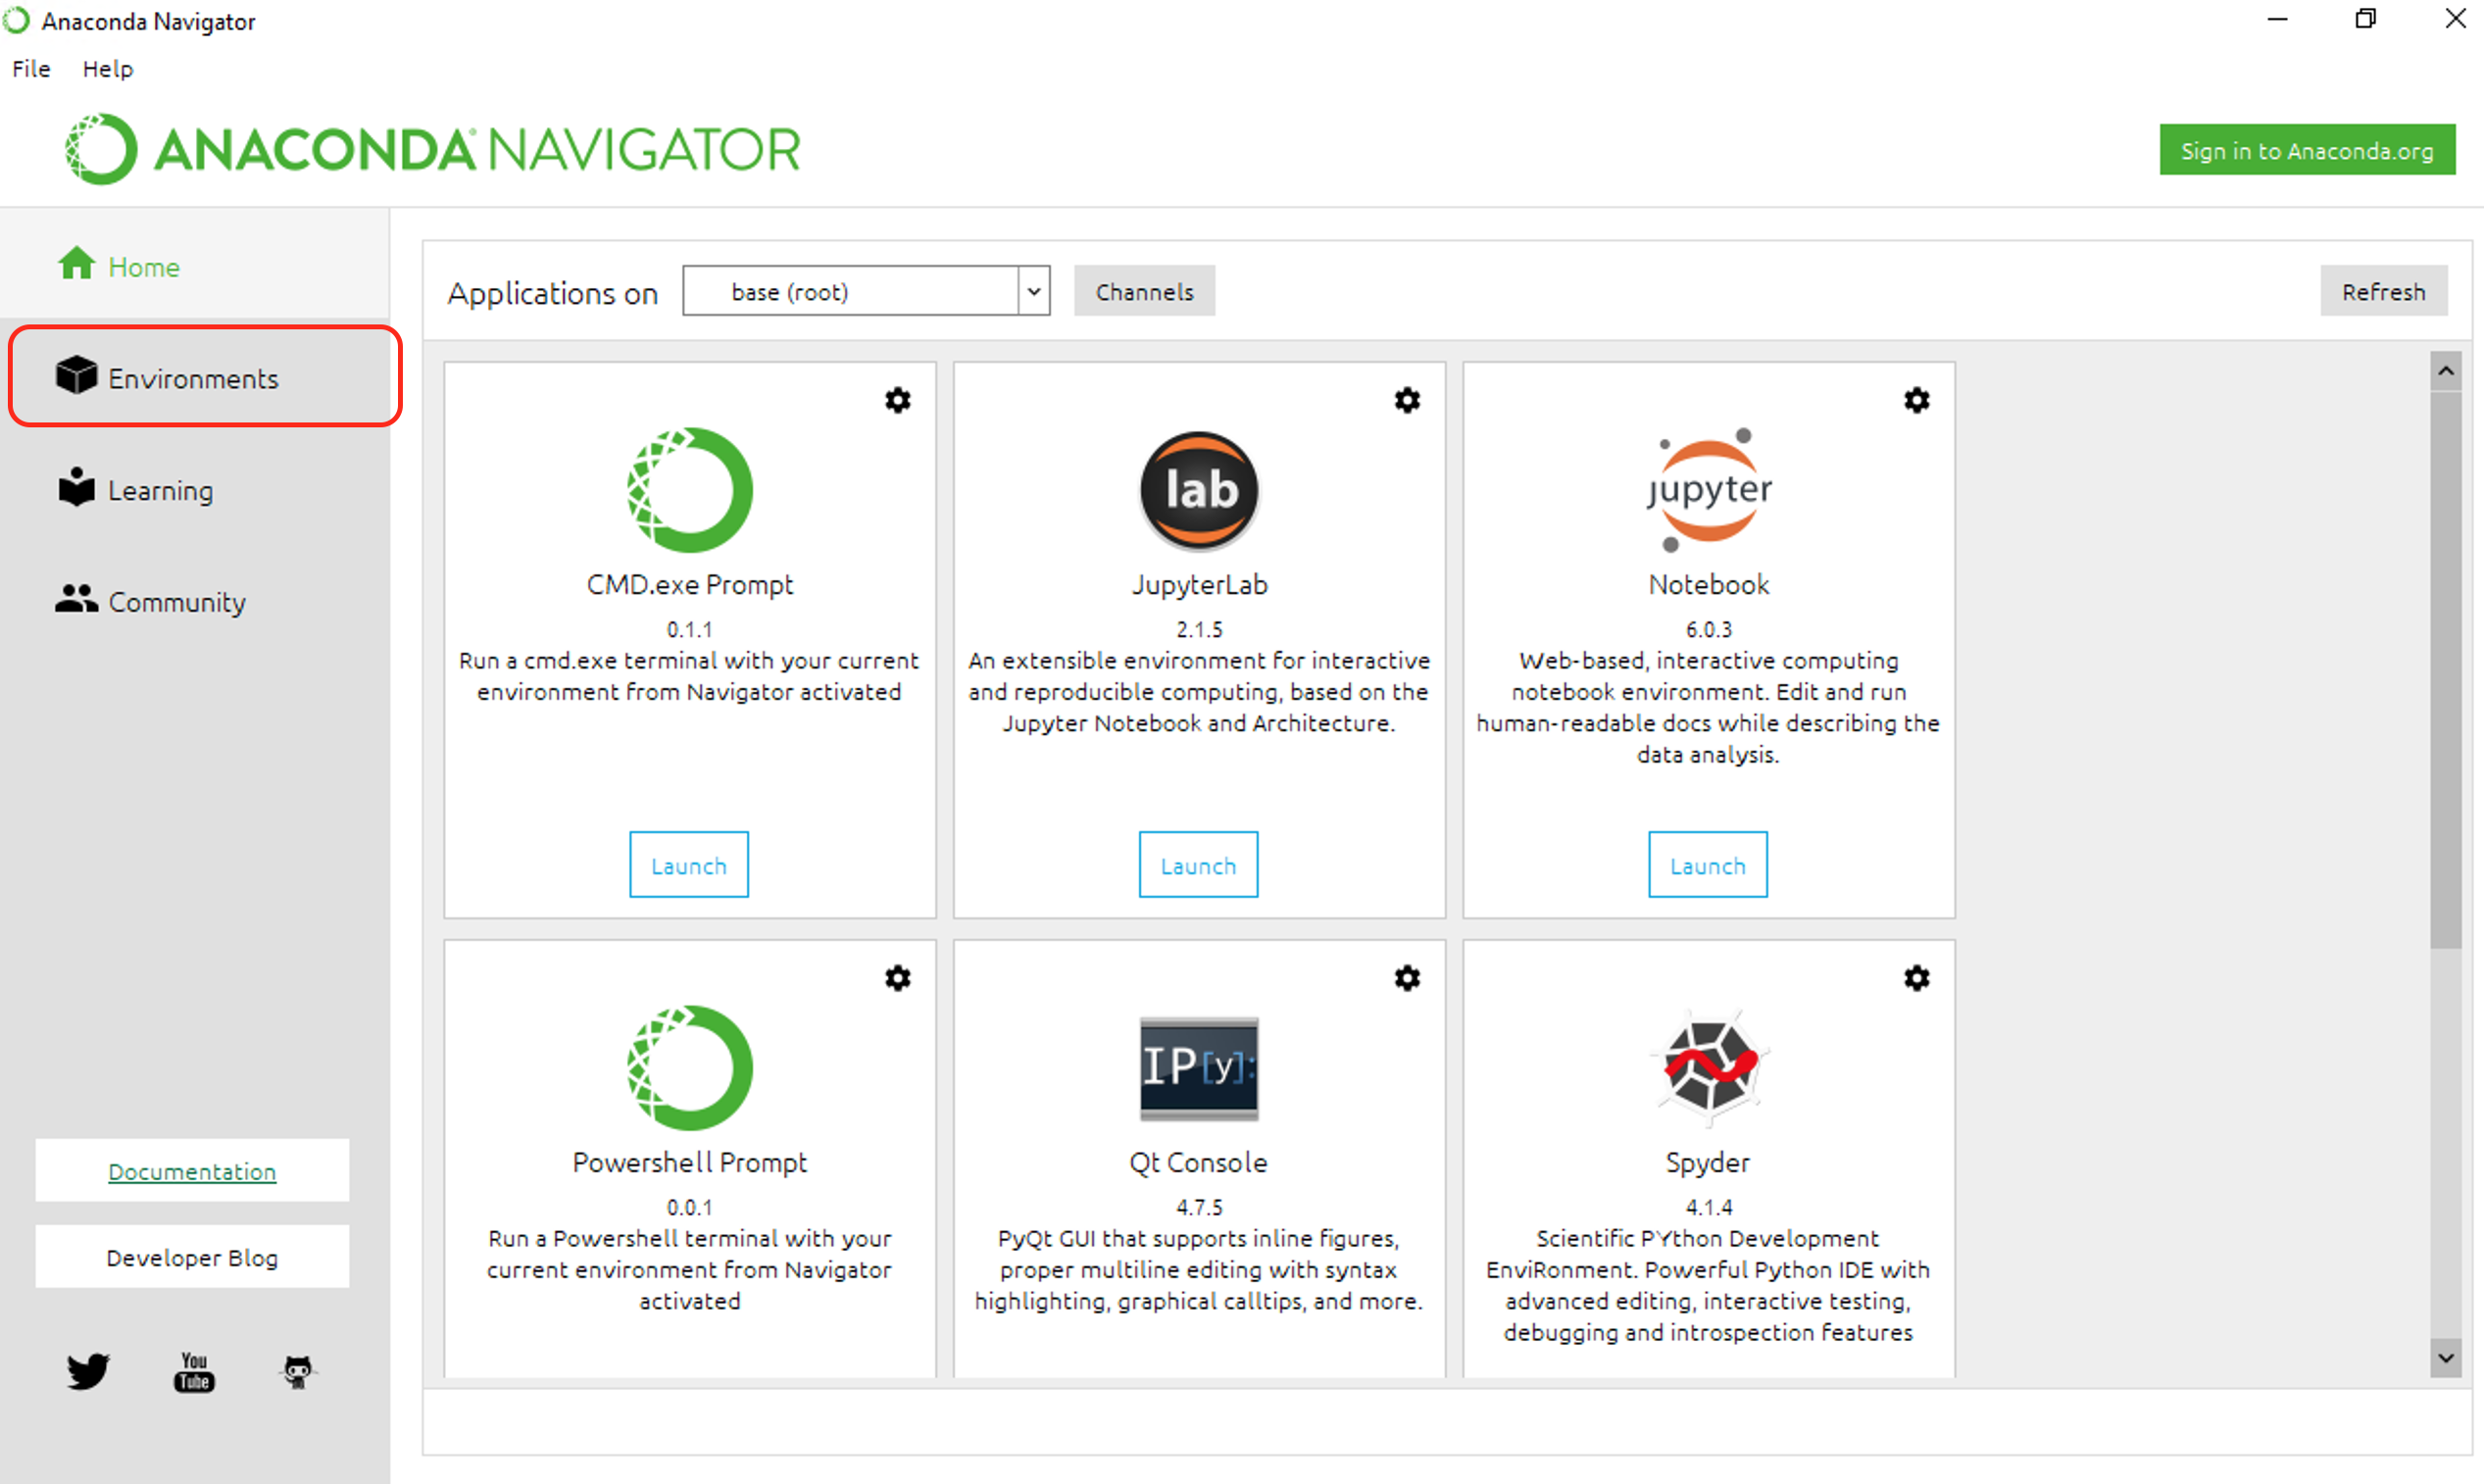 Anaconda Navigator
File Help
ANACONDA NAVIGATOR
Sign in to Anaconda.org
Home
Environments
Learning
Community
Documentation
Developer Blog
You
Tube
Applications on
base (root)
Channels
Refresh
CMD.exe Prompt
0.1.1
Run a cmd.exe terminal with your current
environment from Navigator activated
Launch
lab
JupyterLab
2.1.5
An extensible environment for interactive
and reproducible computing, based on the
Jupyter Notebook and Architecture.
Launch
jupyter
Notebook
6.0.3
Web-based, interactive computing
notebook environment. Edit and run
human-readable docs while describing the
data analysis.
Launch
Powershell Prompt
0.0.1
Run a Powershell terminal with your
current environment from Navigator
activated
IP[y]:
Qt Console
4.7.5
PyQt GUI that supports inline figures,
proper multiline editing with syntax
highlighting, graphical calltips, and more.
Spyder
4.1.4
Scientific PYthon Development
EnviRonment. Powerful Python IDE with
advanced editing, interactive testing,
debugging and introspection features